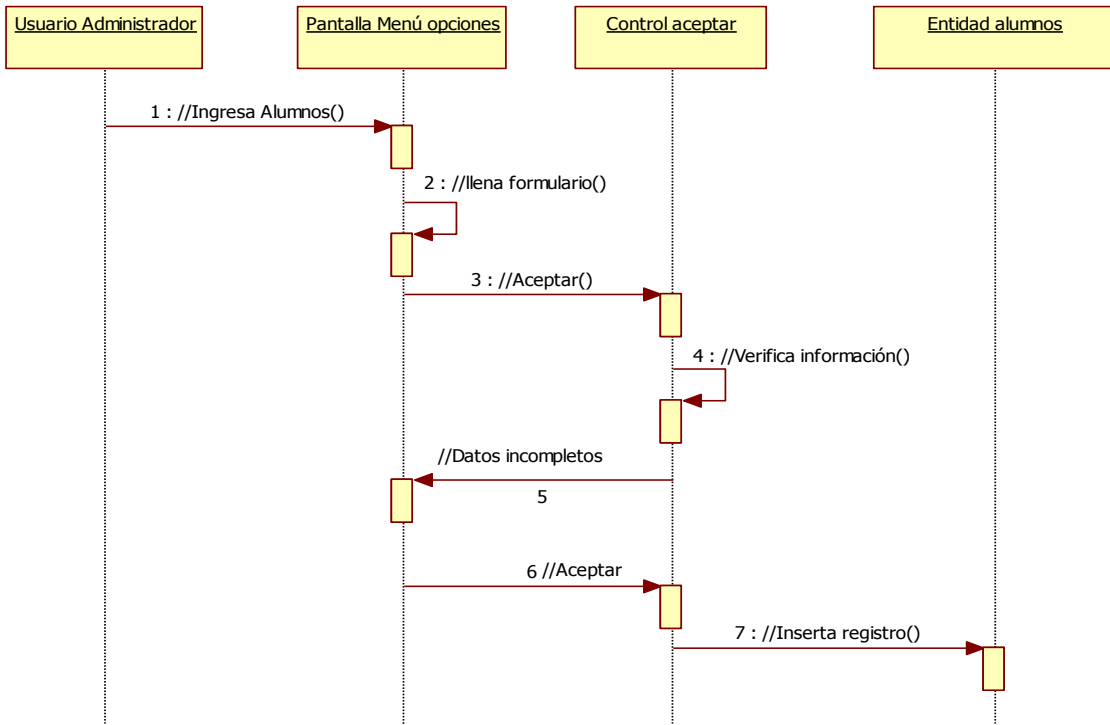 Usuario Administrador
Pantalla Menú opciones
Control aceptar
Entidad alumnos
1 : //Ingresa Alumnos()
2 : //llena formulario()
3 : //Aceptar()
4 : //Verifica información()
//Datos incompletos
5
6 //Aceptar
7 : //Inserta registro()